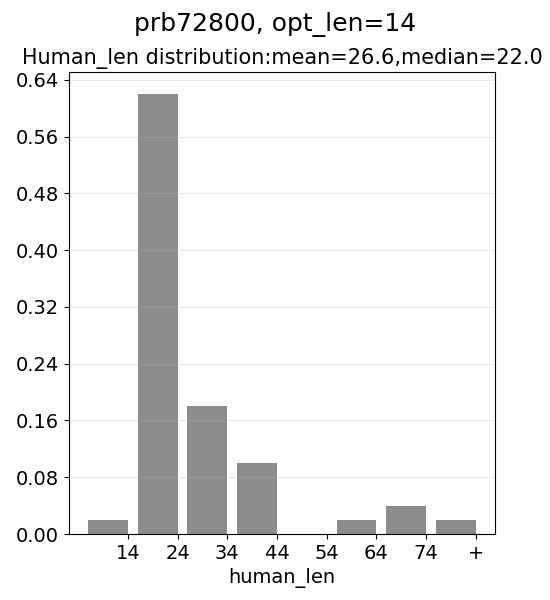 prb72800, opt_len=14
Human_len distribution:mean=26.6,median=22.0
0.64
0.56
0.48
0.40
0.32
0.24
0.16
0.08
0.00
14 24 34 44 54 64 74 +
human_len